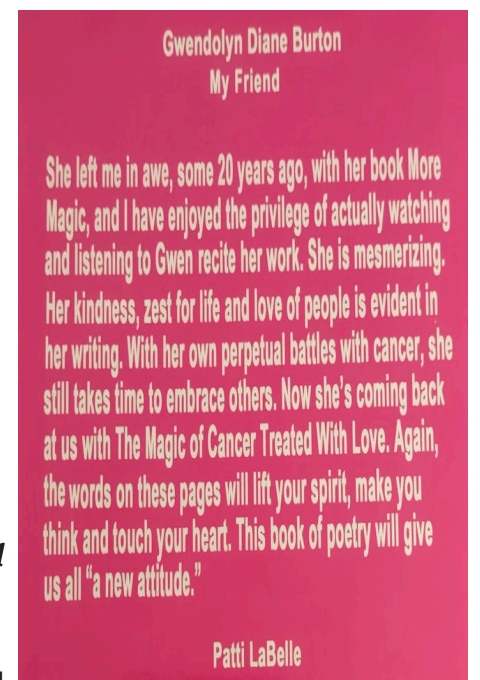 Gwendolyn Diane Burton
My Friend
She left me in awe, some 20 years ago, with her book More
Magic, and I have enjoyed the privilege of actually watching
and listening to Gwen recite her work. She is mesmerizing.
Her kindness, zest for life and love of people is evident in
her writing. With her own perpetual battles with cancer, she
still takes time to embrace others. Now she's coming back
at us with The Magic of Cancer Treated With Love. Again,
the words on these pages will lift your spirit, make you
think and touch your heart. This book of poetry will give
us all “a new attitude.”
Patti LaBelle